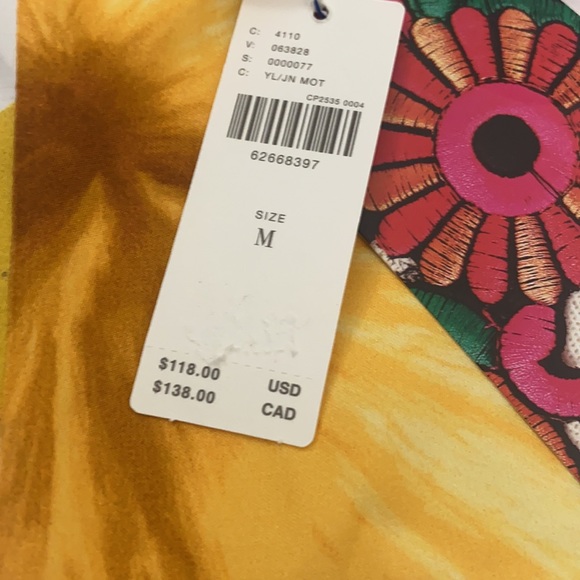 C: 4110
V: 063828
S: 0000077
C: YL/JN MOT
CP2535 0004
62668397
SIZE
M
$118.00 USD
$138.00 CAD